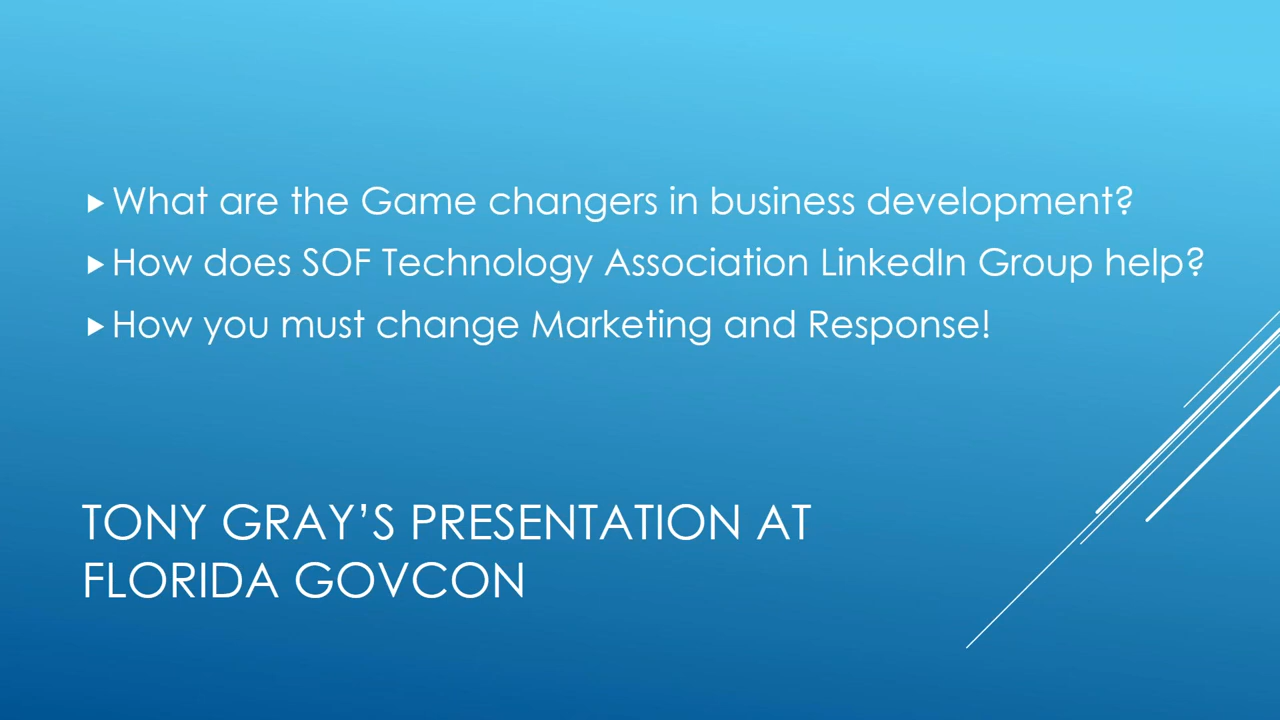 What are the Game changers in business development?
How does SOF Technology Association LinkedIn Group help?
How you must change Marketing and Response!
TONY GRAY’S PRESENTATION AT
FLORIDA GOVCON